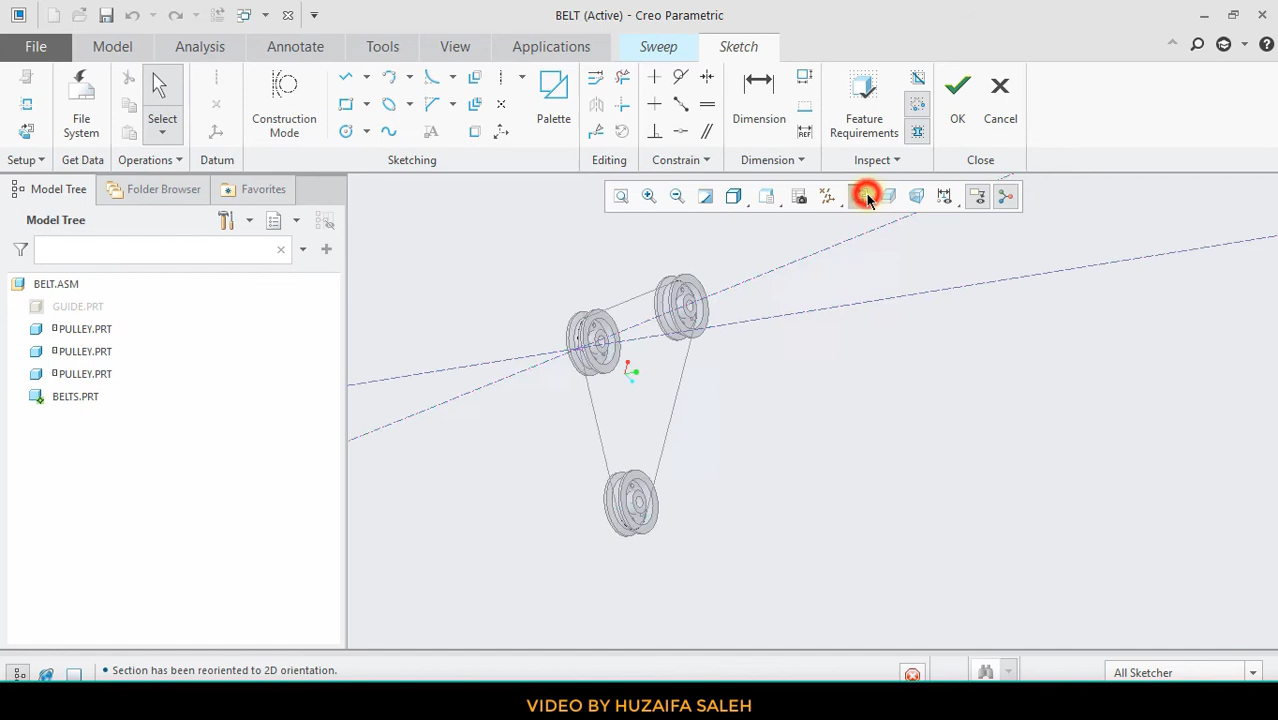 BELT (Active) - Creo Parametric
File
Model
Analysis
Annotate
Tools
View
Applications
Sweep
Sketch
File System
Construction Mode
Select
Palette
Dimension
Feature Requirements
OK
Cancel
REF
Setup
Get Data
Operations
Datum
Sketching
Editing
Constrain
Dimension
Inspect
Close
Model Tree
Folder Browser
Favorites
Model Tree
BELT.ASM
GUIDE.PRT
PULLEY.PRT
PULLEY.PRT
PULLEY.PRT
BELTS.PRT
• Section has been reoriented to 2D orientation.
All Sketcher
VIDEO BY HUZAIFA SALEH